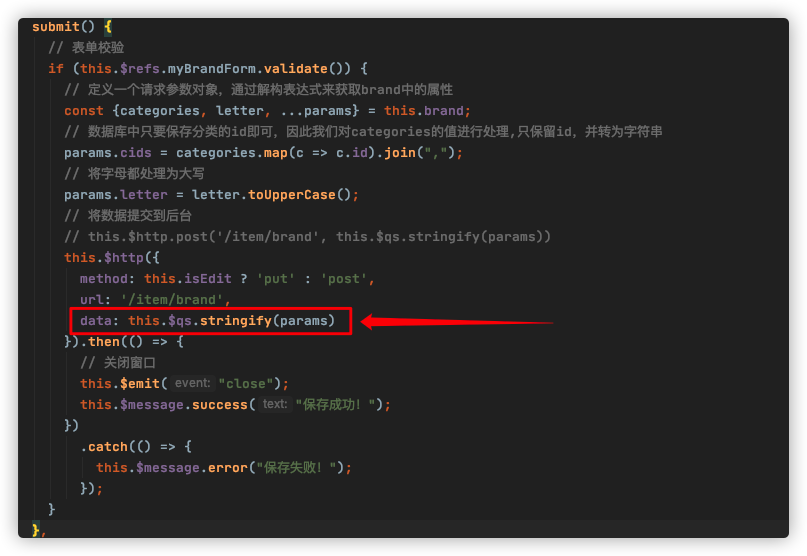 submit() {
// 表单校验
if (this.$refs.myBrandForm.validate()) {
// 定义一个请求参数对象，通过解构表达式来获取brand中的属性
const {categories, letter, ...params} = this.brand;
// 数据库中只要保存分类的id即可，因此我们对categories的值进行处理,只保留id，并转为字符串
params.cids = categories.map(c => c.id).join(",");
// 将字母都处理为大写
params.letter = letter.toUpperCase();
// 将数据提交到后台
// this.$http.post('/item/brand', this.$qs.stringify(params))
this.$http({
method: this.isEdit ? 'put' : 'post',
url: '/item/brand',
data: this.$qs.stringify(params)
}).then(() => {
// 关闭窗口
this.$emit( event: "close");
this.$message.success( text: "保存成功！");
})
.catch(() => {
this.$message.error("保存失败！");
});
}
},